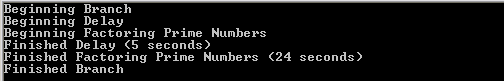 Beginning Branch
Beginning Delay
Beginning Factoring Prime Numbers
Finished Delay (5 seconds)
Finished Factoring Prime Numbers (24 seconds)
Finished Branch